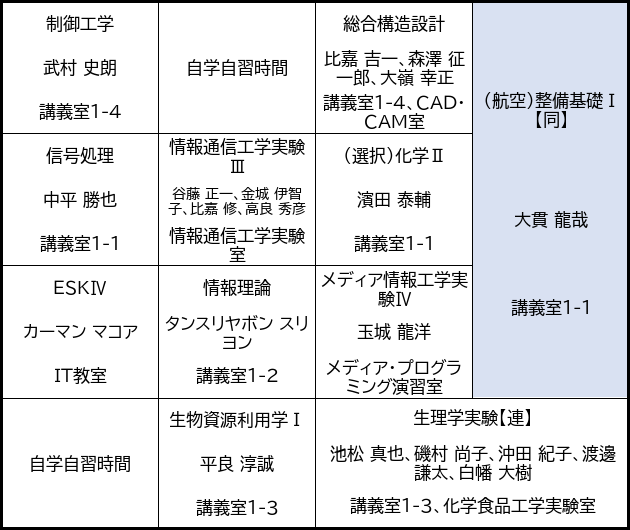 制御工学
武村 史朗
講義室1-4
自学自習時間
総合構造設計
比嘉 吉一、森澤 征
一郎、大嶺 幸正
講義室1-4、CAD・
CAM室
（航空）整備基礎Ⅰ
【同】
大貫 龍哉
講義室1-1
信号処理
中平 勝也
講義室1-1
情報通信工学実験
Ⅲ
谷藤 正一、金城 伊智
子、比嘉 修、高良 秀彦
情報通信工学実験
室
（選択）化学Ⅱ
濱田 泰輔
講義室1-1
ESKⅣ
カーマン マコア
IT教室
情報理論
タンスリヤボン スリ
ヨン
講義室1-2
メディア情報工学実
験Ⅳ
玉城 龍洋
メディア・プログラ
ミング演習室
自学自習時間
生物資源利用学Ⅰ
平良 淳誠
講義室1-3
生理学実験【連】
池松 真也、磯村 尚子、沖田 紀子、渡邊
謙太、白幡 大樹
講義室1-3、化学食品工学実験室